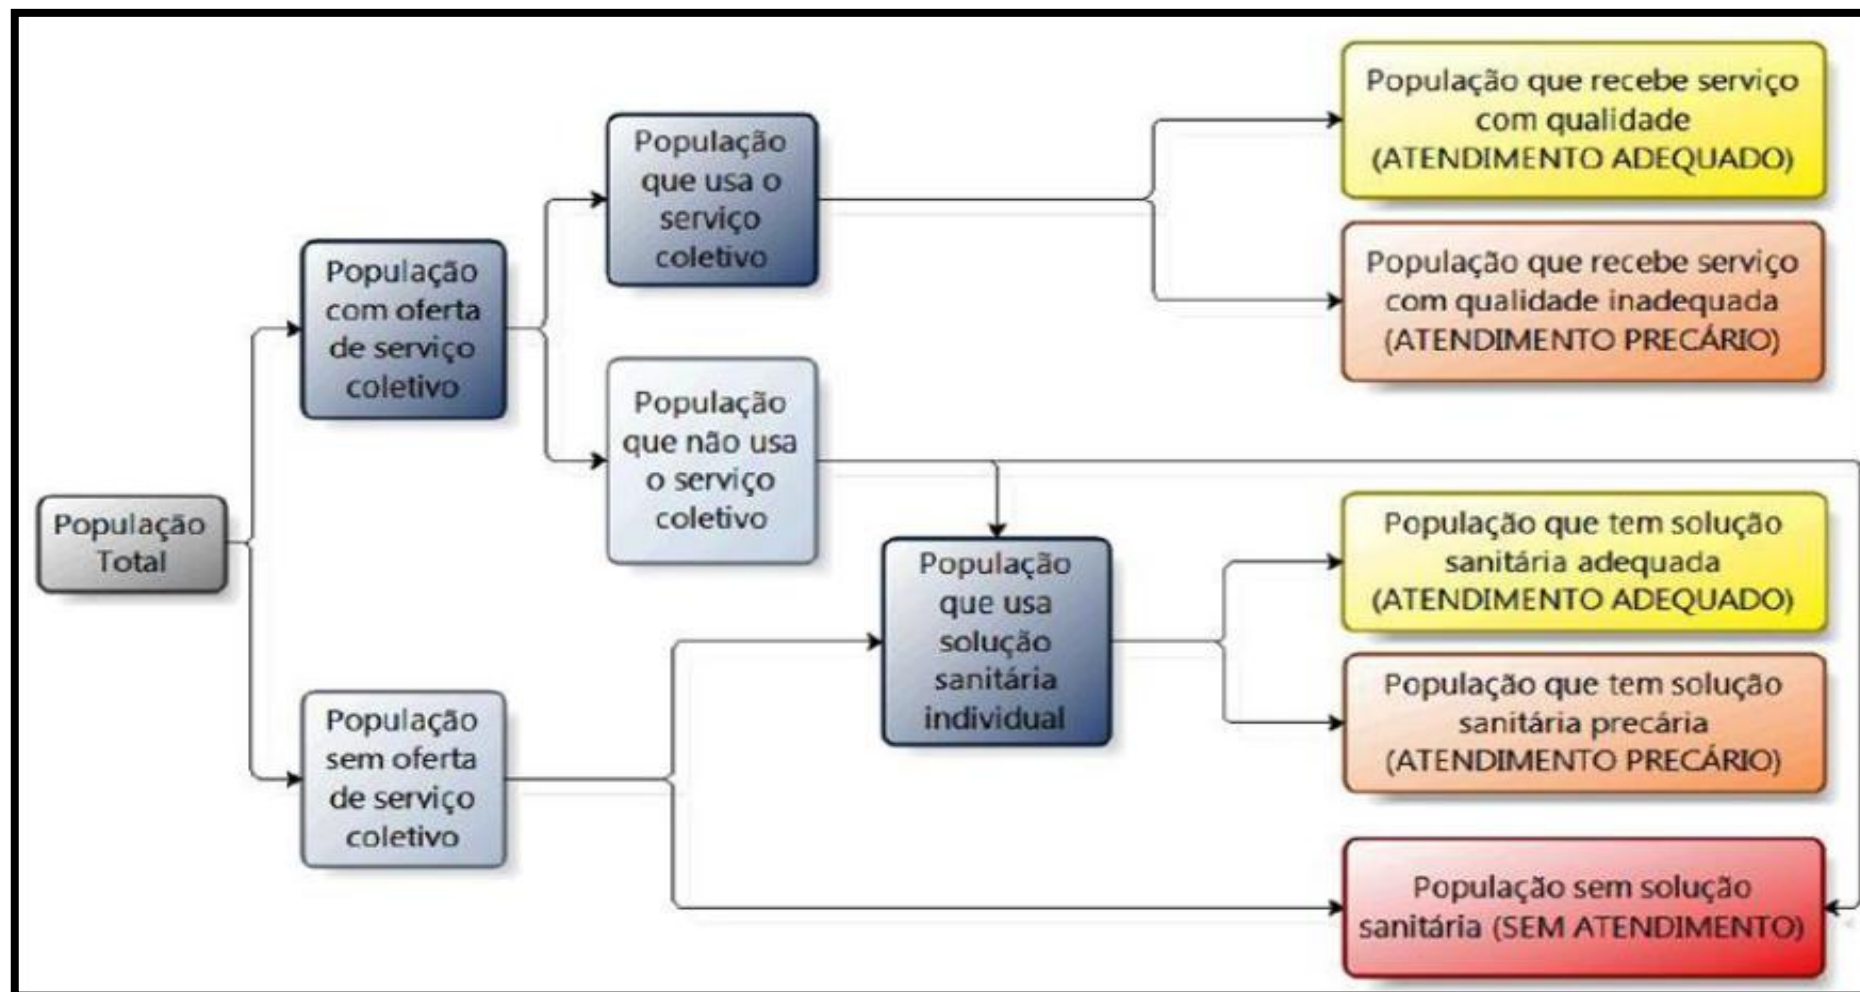 População
Total
População
com oferta
de serviço
coletivo
População
sem oferta
de serviço
coletivo
População
que usa o
serviço
coletivo
População
que não usa
o serviço
coletivo
População
que usa
solução
sanitária
individual
População que recebe serviço
com qualidade
(ATENDIMENTO ADEQUADO)
População que recebe serviço
com qualidade inadequada
(ATENDIMENTO PRECÁRIO)
População que tem solução
sanitária adequada
(ATENDIMENTO ADEQUADO)
População que tem solução
sanitária precária
(ATENDIMENTO PRECÁRIO)
População sem solução
sanitária (SEM ATENDIMENTO)